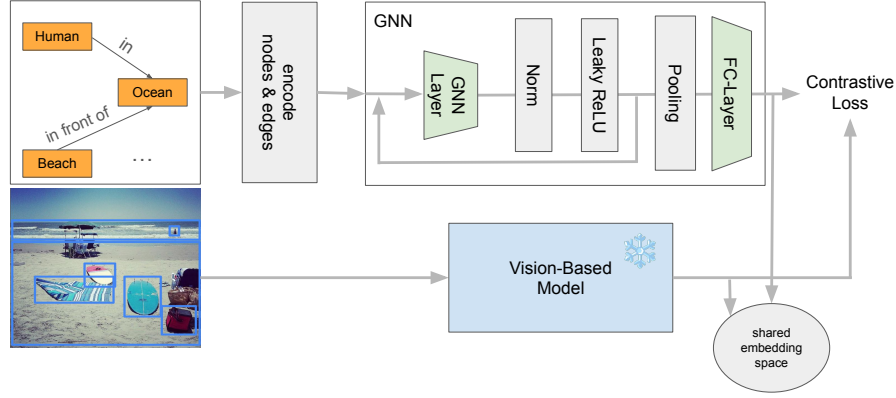 Human
in
Ocean
in front of
Beach
...
encode
nodes & edges
GNN
GNN
Layer
Norm
Leaky ReLU
Pooling
FC-Layer
Contrastive
Loss
Vision-Based
Model
shared
embedding
space